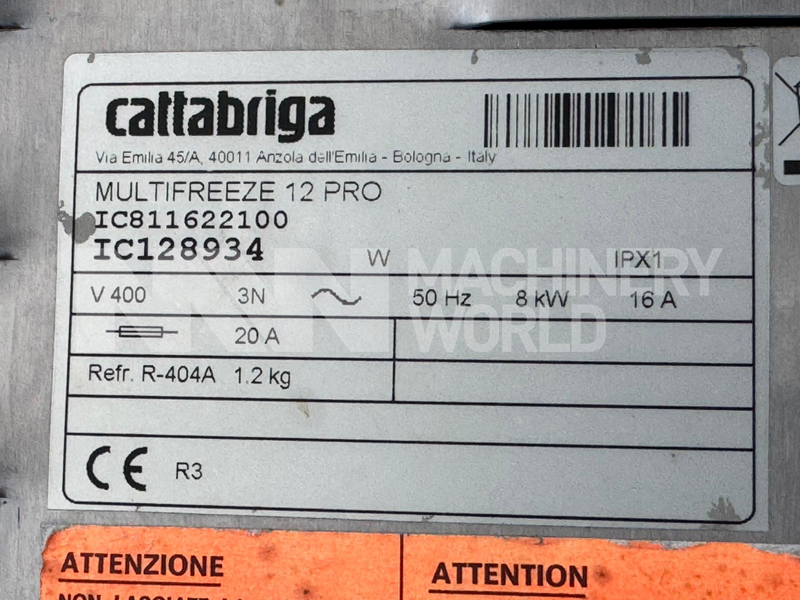 cattabriga
Via Emilia 45/A, 40011 Anzola dell'Emilia - Bologna - Italy
MULTIFREEZE 12 PRO
IC811622100
IC128934 W IPX1
MACHINERY
WORLD
V 400 3N 50 Hz 8 kW 16 A
20 A
Refr. R-404A 1.2 kg
CE R3
ATTENZIONE ATTENTION